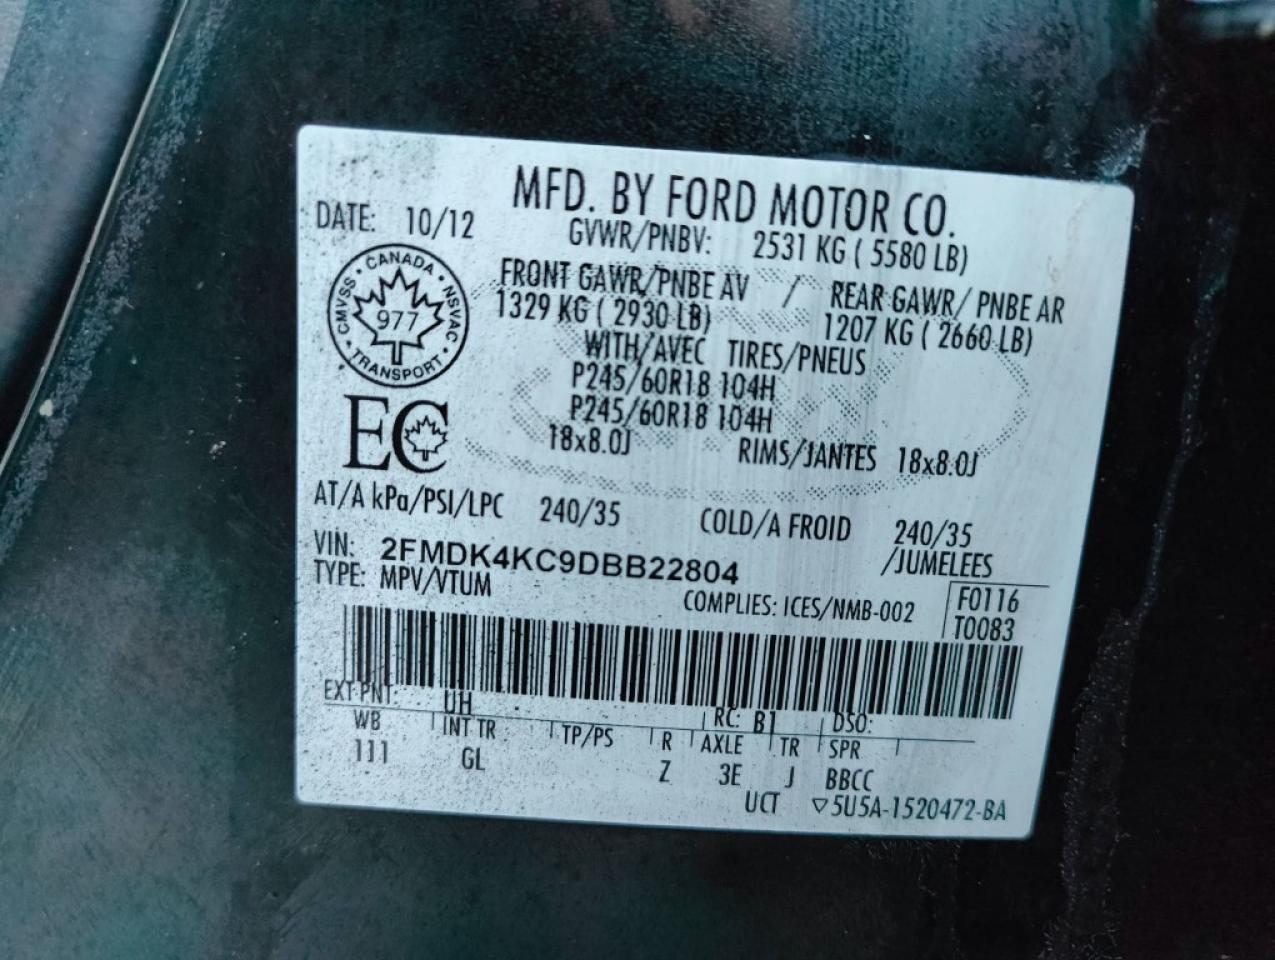 MFD. BY FORD MOTOR CO.
DATE: 10/12
GVWR/PNBV: 2531 KG ( 5580 LB)
FRONT GAWR/PNBE AV / REAR GAWR/ PNBE AR
1329 KG ( 2930 LB) 1207 KG ( 2660 LB)
WITH/AVEC TIRES/PNEUS
P245/60R18 104H
P245/60R18 104H
18x8.0J RIMS/JANTES 18x8.0J
CMVSS · CANADA · NSVAC · TRANSPORT ·
977
EC
AT/A kPa/PSI/LPC 240/35 COLD/A FROID 240/35
VIN: 2FMDK4KC9DBB22804 /JUMELEES
TYPE: MPV/VTUM
COMPLIES: ICES/NMB-002 F0116
T0083
EXT PNT: UH RC: B1 DSO:
WB INT TR TP/PS R AXLE TR SPR
111 GL Z 3E J BBCC
UCT ▽5U5A-1520472-BA